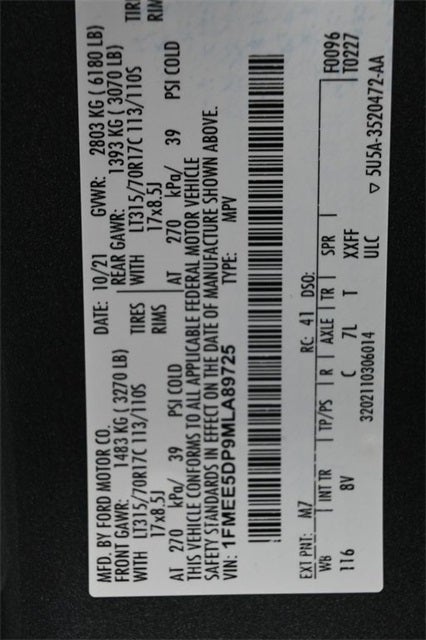 MFD. BY FORD MOTOR CO.
DATE: 10/21 GVWR: 2803 KG ( 6180 LB)
FRONT GAWR: 1483 KG ( 3270 LB) REAR GAWR: 1393 KG ( 3070 LB)
WITH LT315/70R17C 113/110S TIRES WITH LT315/70R17C 113/110S TIRE
17x8.5J RIMS 17x8.5J RIM
AT 270 kPa/ 39 PSI COLD AT 270 kPa/ 39 PSI COLD
THIS VEHICLE CONFORMS TO ALL APPLICABLE FEDERAL MOTOR VEHICLE
SAFETY STANDARDS IN EFFECT ON THE DATE OF MANUFACTURE SHOWN ABOVE.
VIN: 1FMEE5DP9MLA89725 TYPE: MPV
F0096
T0227
EXT PNT: MZ RC: 41 DSO:
WB INT TR TP/PS R AXLE TR SPR
116 8V C 7L T XXFF
ULC
3202110306014
▽ 5U5A-3520472-AA